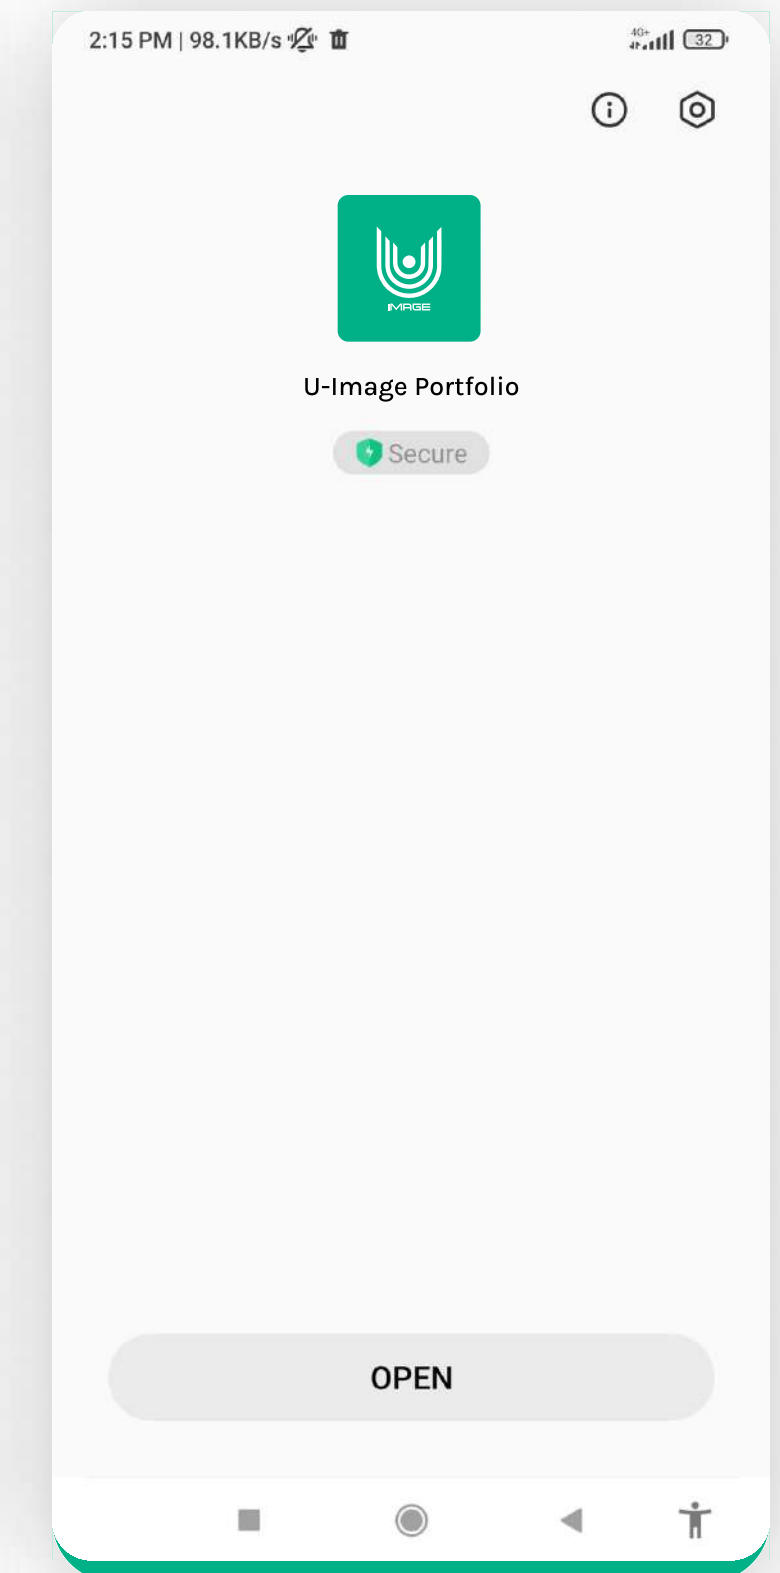 2:15 PM | 98.1KB/s
4G+
32
IMAGE
U-Image Portfolio
Secure
OPEN